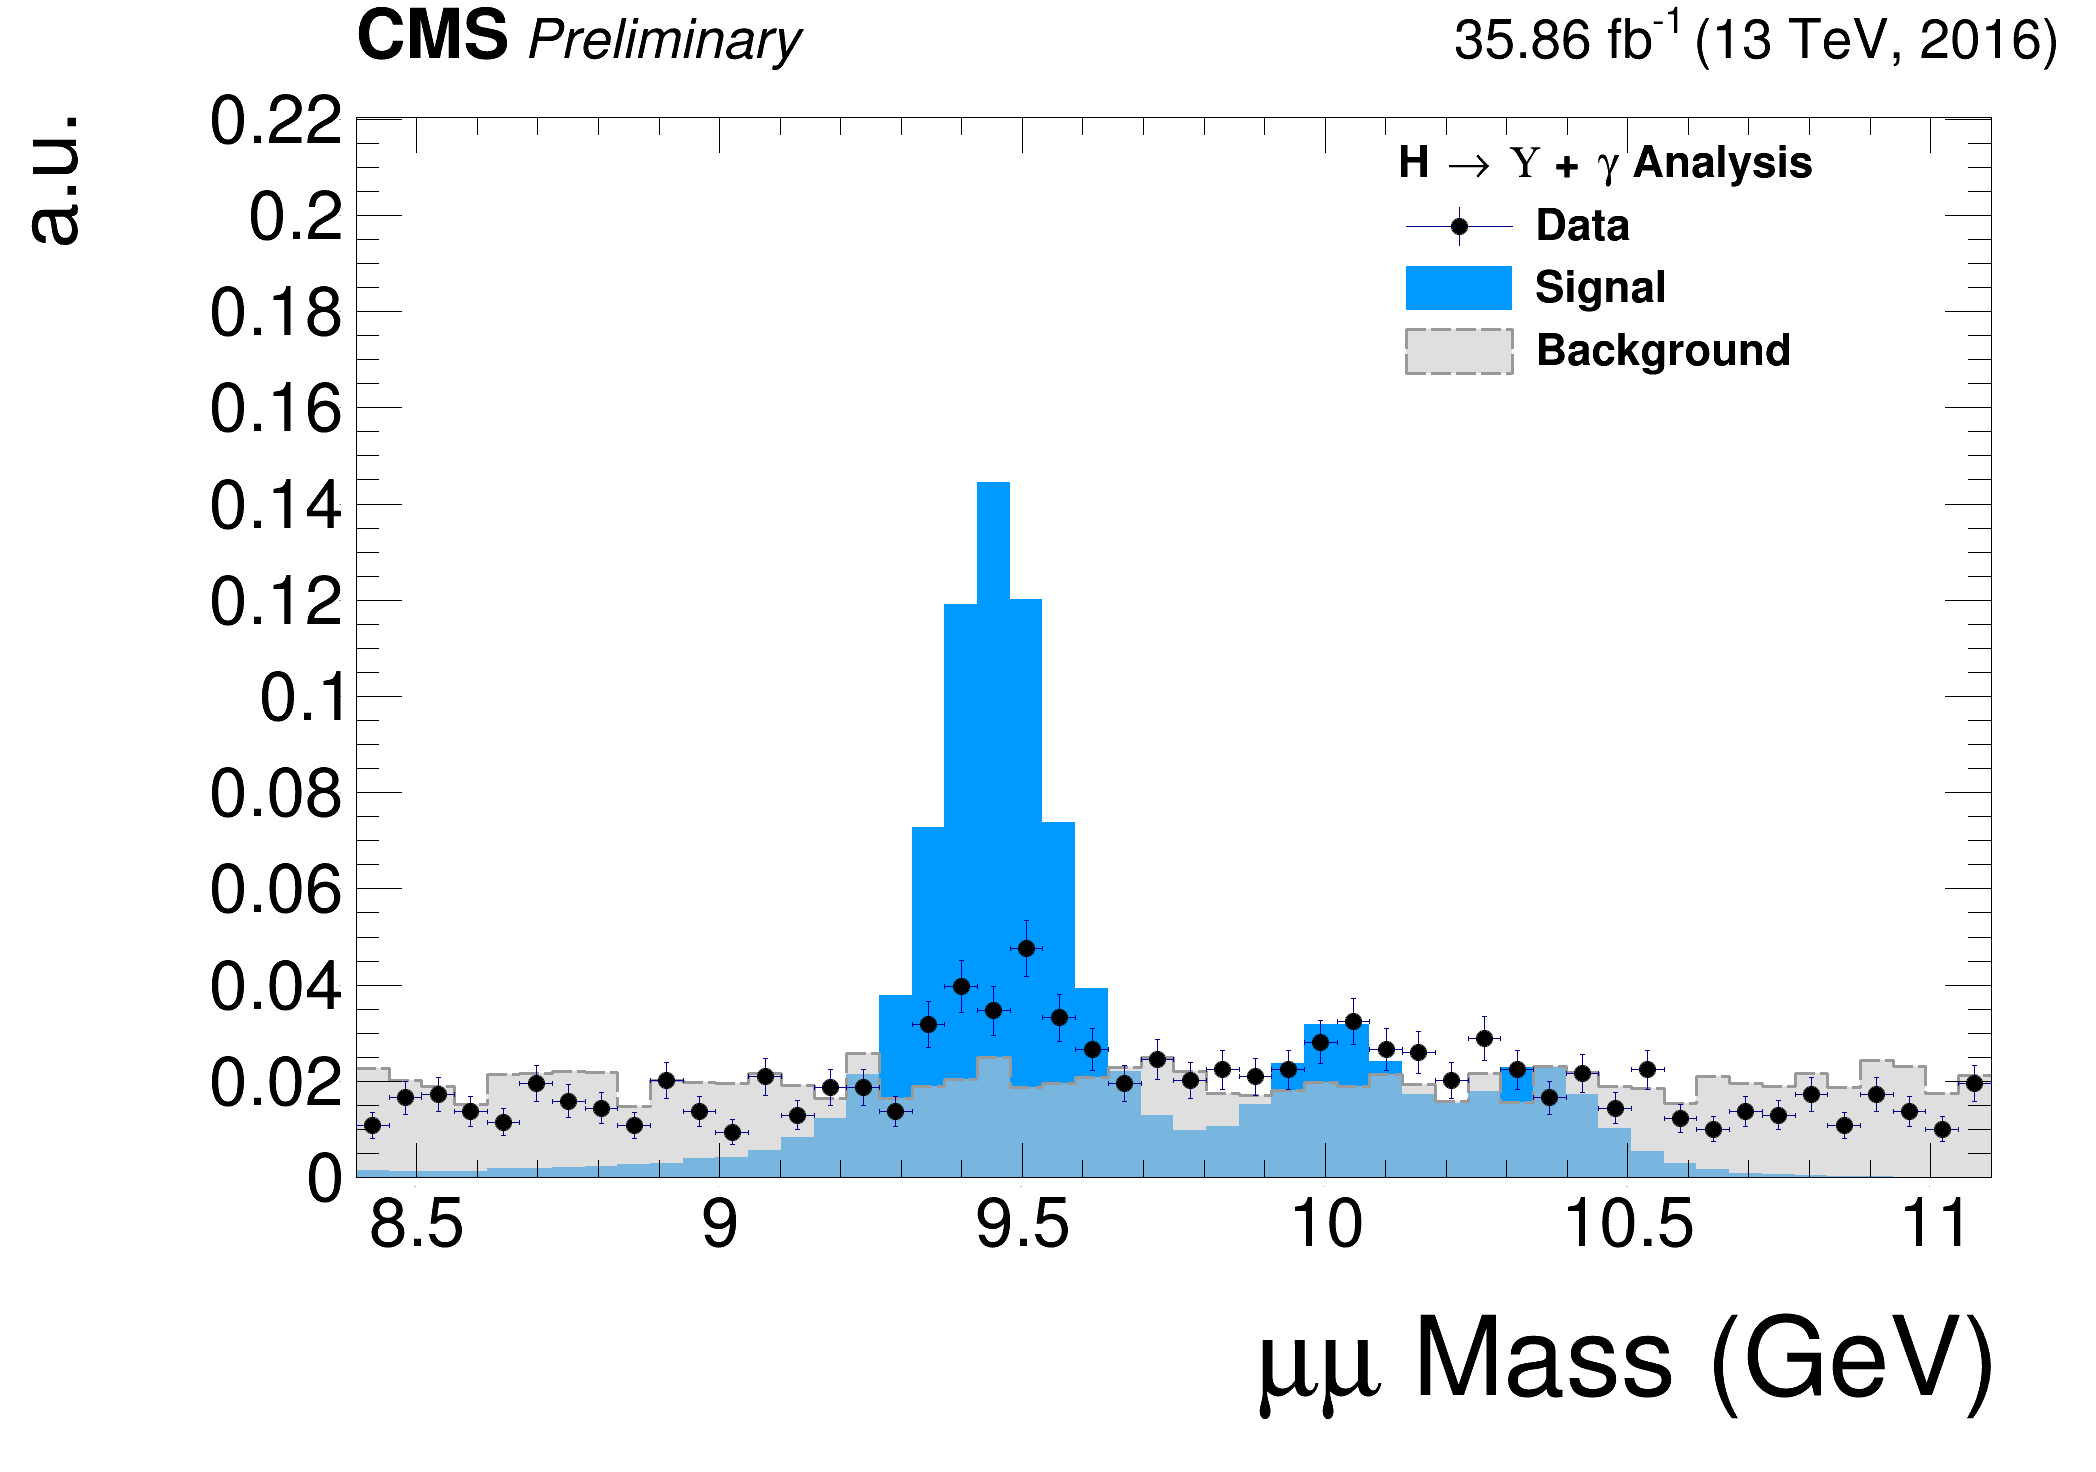 CMS Preliminary
35.86 fb⁻¹ (13 TeV, 2016)
a.u.
0.22
0.2
0.18
0.16
0.14
0.12
0.1
0.08
0.06
0.04
0.02
0
H → Υ + γ Analysis
Data
Signal
Background
8.5 9 9.5 10 10.5 11
μμ Mass (GeV)